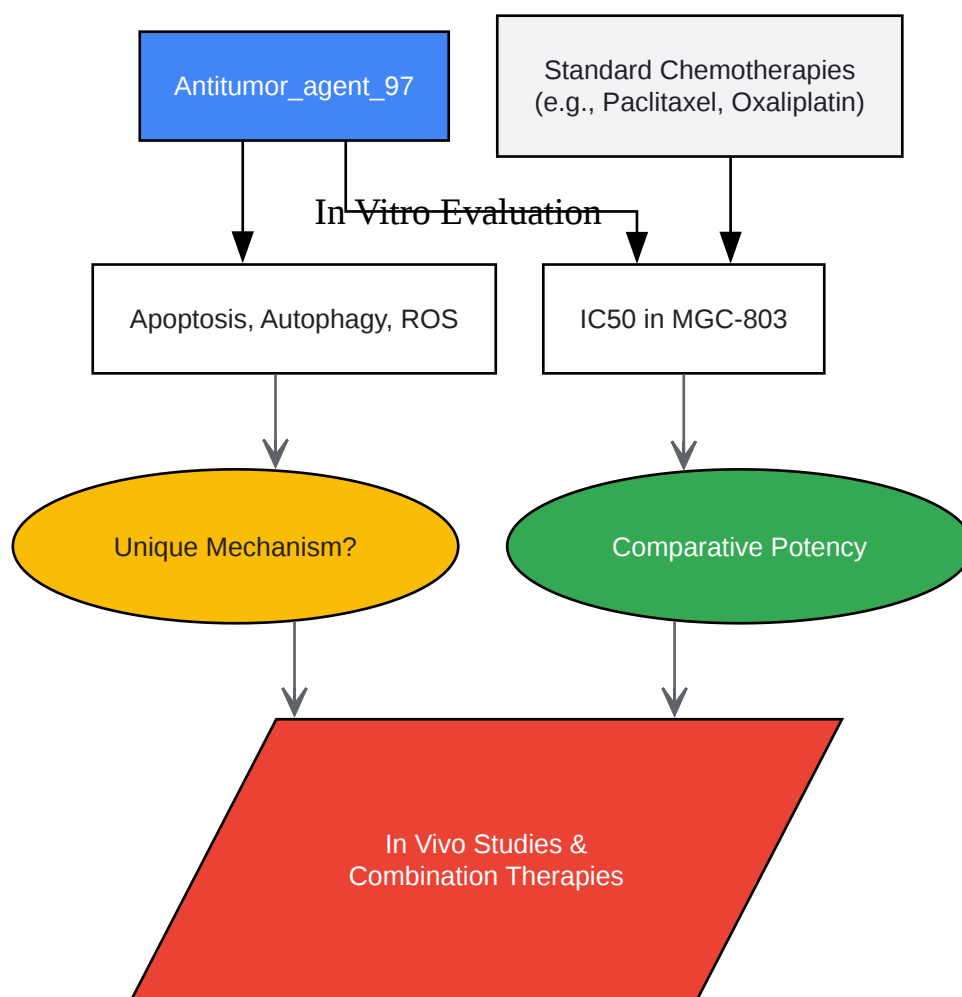 Antitumor_agent_97
Standard Chemotherapies
(e.g., Paclitaxel, Oxaliplatin)
In Vitro Evaluation
Apoptosis, Autophagy, ROS
IC50 in MGC-803
Unique Mechanism?
Comparative Potency
In Vivo Studies &
Combination Therapies